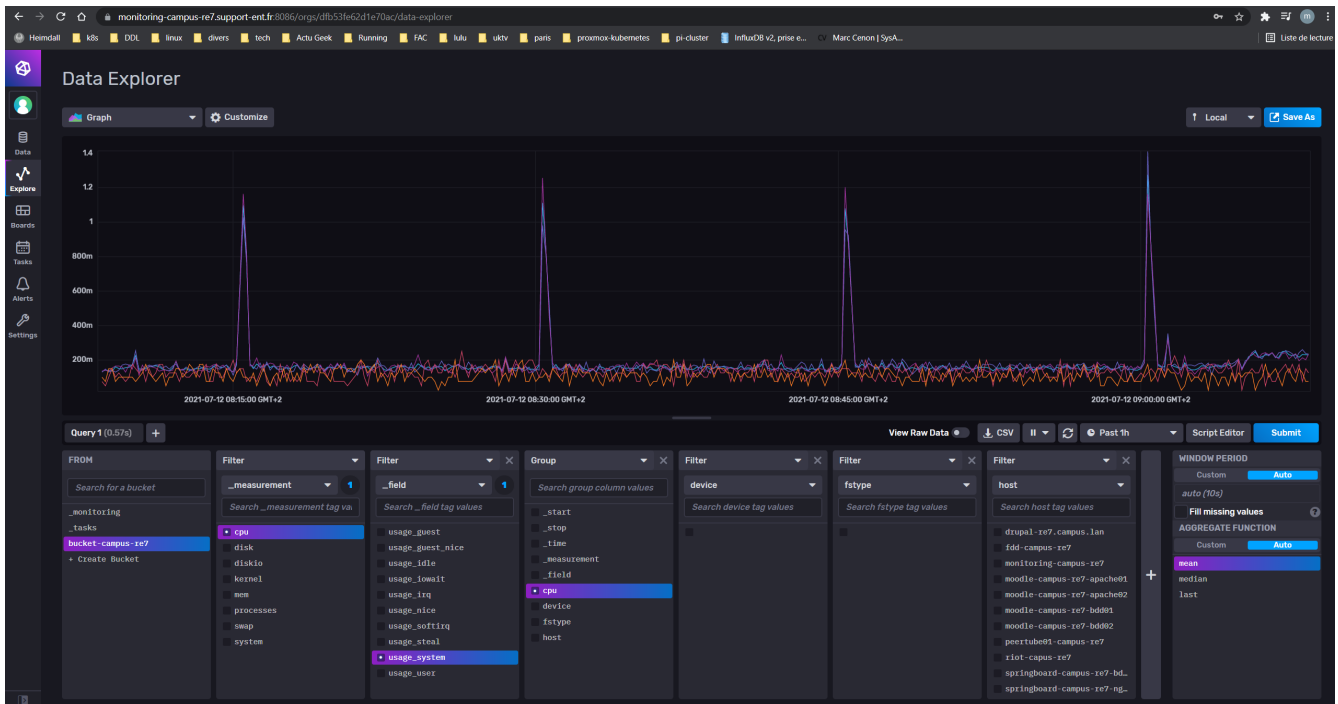 monitoring-campus-re7.support-ent.fr:8086/orgs/dfb53fe62d1e70ac/data-explorer
Heimdall k8s DDL linux divers tech Actu Geek Running FAC lulu uktv paris proxmox-kubernetes pi-cluster InfluxDB v2, prise e... CV Marc Cenon | SysA... Liste de lecture
Data Explorer
Graph Customize Local Save As
Data
Explore
Boards
Tasks
Alerts
Settings
1.4
1.2
1
800m
600m
400m
200m
2021-07-12 08:15:00 GMT+2 2021-07-12 08:30:00 GMT+2 2021-07-12 08:45:00 GMT+2 2021-07-12 09:00:00 GMT+2
Query 1 (0.57s) + View Raw Data CSV Past 1h Script Editor Submit
FROM
Search for a bucket
_monitoring
_tasks
bucket-campus-re7
+ Create Bucket
Filter
_measurement 1
Search _measurement tag va
cpu
disk
diskio
kernel
mem
processes
swap
system
Filter
_field 1
Search _field tag values
usage_guest
usage_guest_nice
usage_idle
usage_iowait
usage_irq
usage_nice
usage_softirq
usage_steal
usage_system
usage_user
Group
Search group column values
_start
_stop
_time
_measurement
_field
cpu
device
fstype
host
Filter
device
Search device tag values
Filter
fstype
Search fstype tag values
Filter
host
Search host tag values
drupal-re7.campus.lan
fdd-campus-re7
monitoring-campus-re7
moodle-campus-re7-apache01
moodle-campus-re7-apache02
moodle-campus-re7-bdd01
moodle-campus-re7-bdd02
peertube01-campus-re7
riot-capus-re7
springboard-campus-re7-bd…
springboard-campus-re7-ng…
+
WINDOW PERIOD
Custom Auto
auto (10s)
Fill missing values ?
AGGREGATE FUNCTION
Custom Auto
mean
median
last